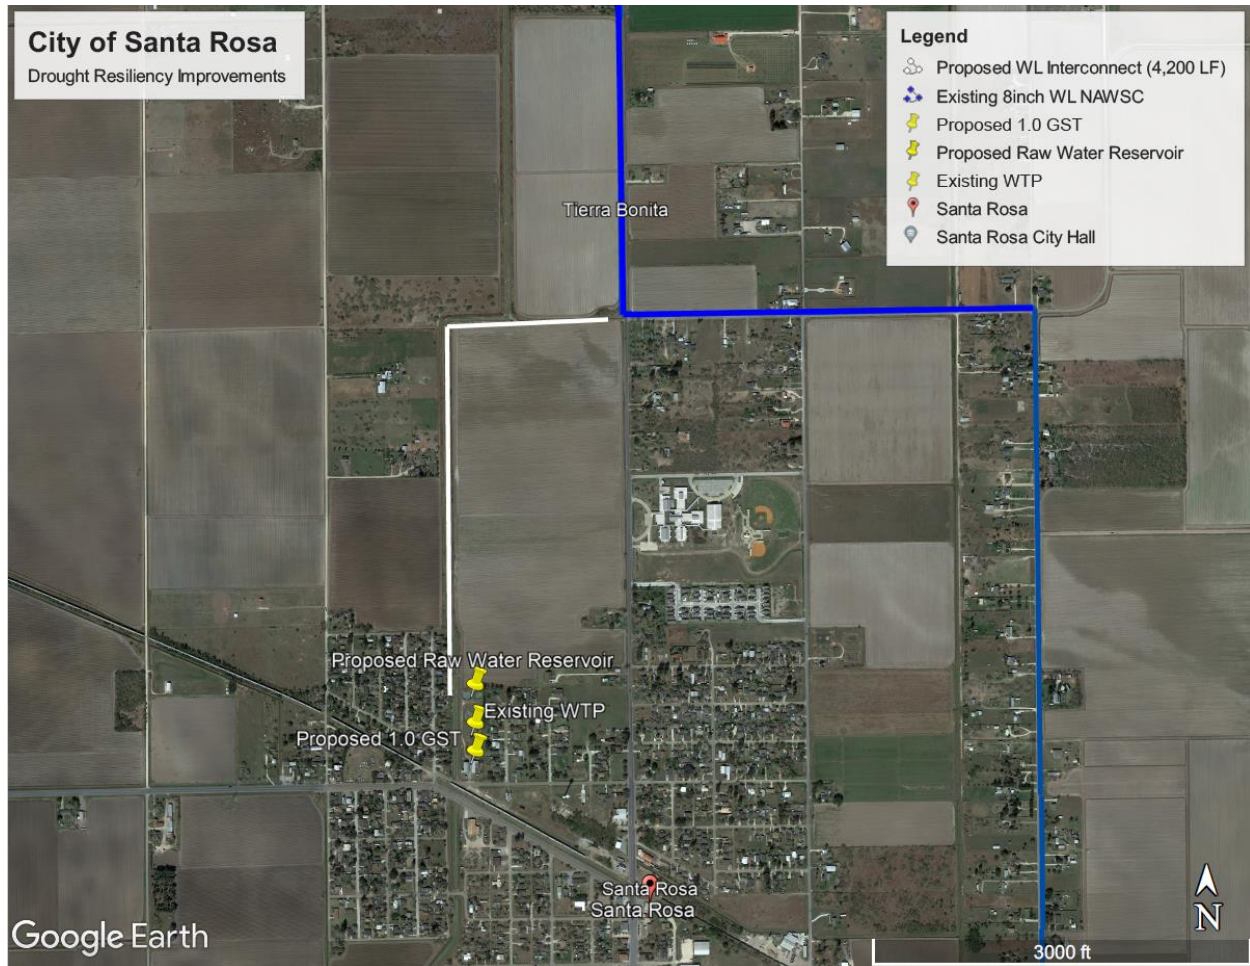 City of Santa Rosa
Drought Resiliency Improvements
Legend
Proposed WL Interconnect (4,200 LF)
Existing 8inch WL NAWSC
Proposed 1.0 GST
Proposed Raw Water Reservoir
Existing WTP
Santa Rosa
Santa Rosa City Hall
Tierra Bonita
Proposed Raw Water Reservoir
Existing WTP
Proposed 1.0 GST
Santa Rosa
Santa Rosa
N
Google Earth
3000 ft